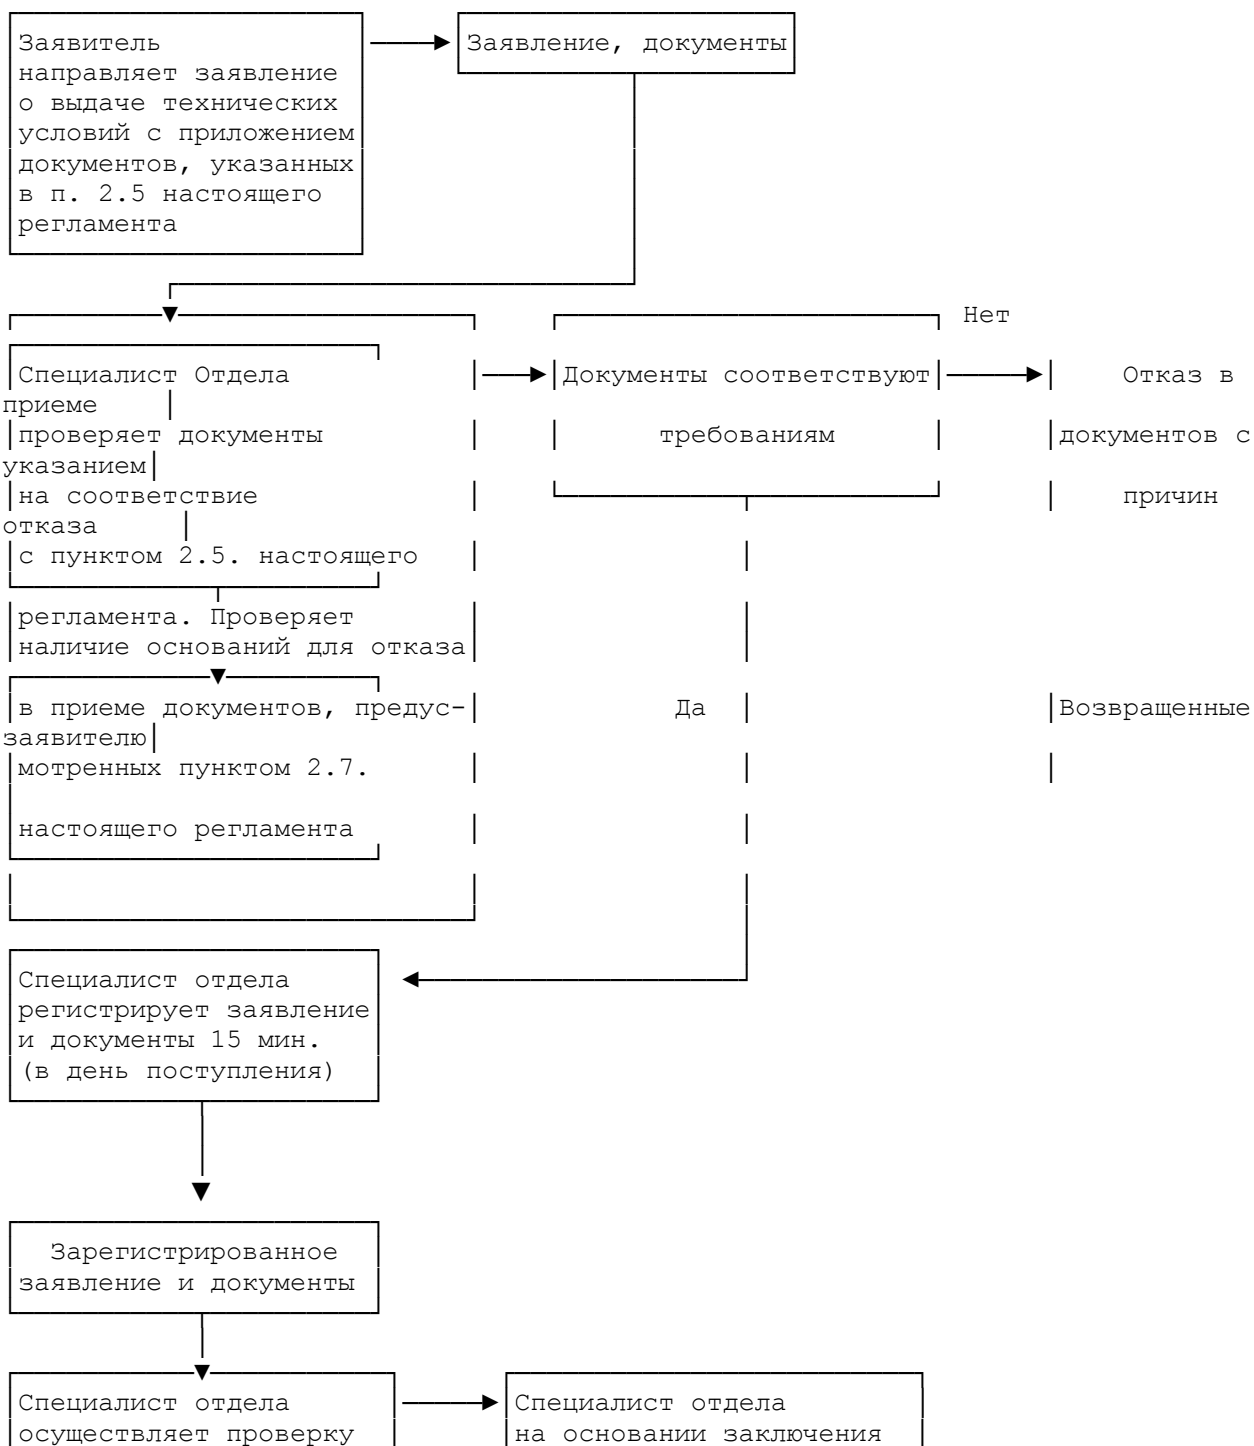 Заявитель
направляет заявление
о выдаче технических
условий с приложением
документов, указанных
в п. 2.5 настоящего
регламента
Заявление, документы
Нет
Специалист Отдела Документы соответствуют Отказ в
приеме
проверяет документы требованиям документов с
указанием
на соответствие причин
отказа
с пунктом 2.5. настоящего
регламента. Проверяет
наличие оснований для отказа
в приеме документов, предус- Да Возвращенные
заявителю
мотренных пунктом 2.7.
настоящего регламента
Специалист отдела
регистрирует заявление
и документы 15 мин.
(в день поступления)
Зарегистрированное
заявление и документы
Специалист отдела
осуществляет проверку
Специалист отдела
на основании заключения